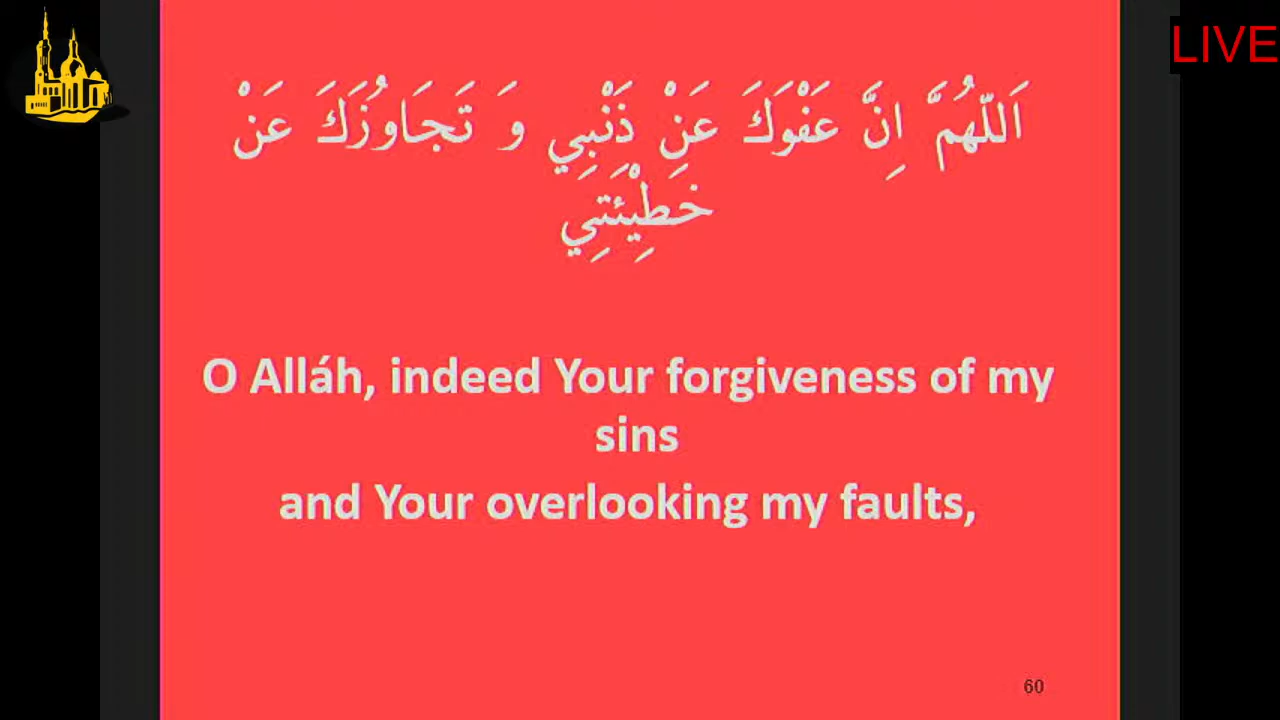 LIVE
اَللّهُمَّ اِنَّ عَفْوَكَ عَنْ ذَنْبِي وَ تَجَاوُزَكَ عَنْ
خَطِيْئَتِي
O Alláh, indeed Your forgiveness of my
sins
and Your overlooking my faults,
60